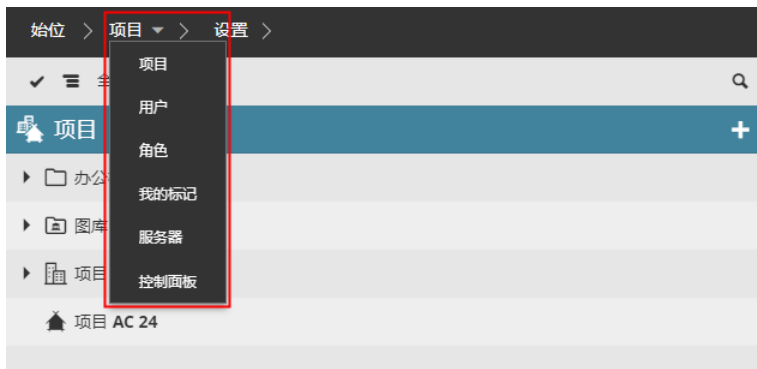 始位 项目 设置
项目
用户
角色
我的标记
服务器
控制面板
全
项目
办公
图库
项目
项目 AC 24